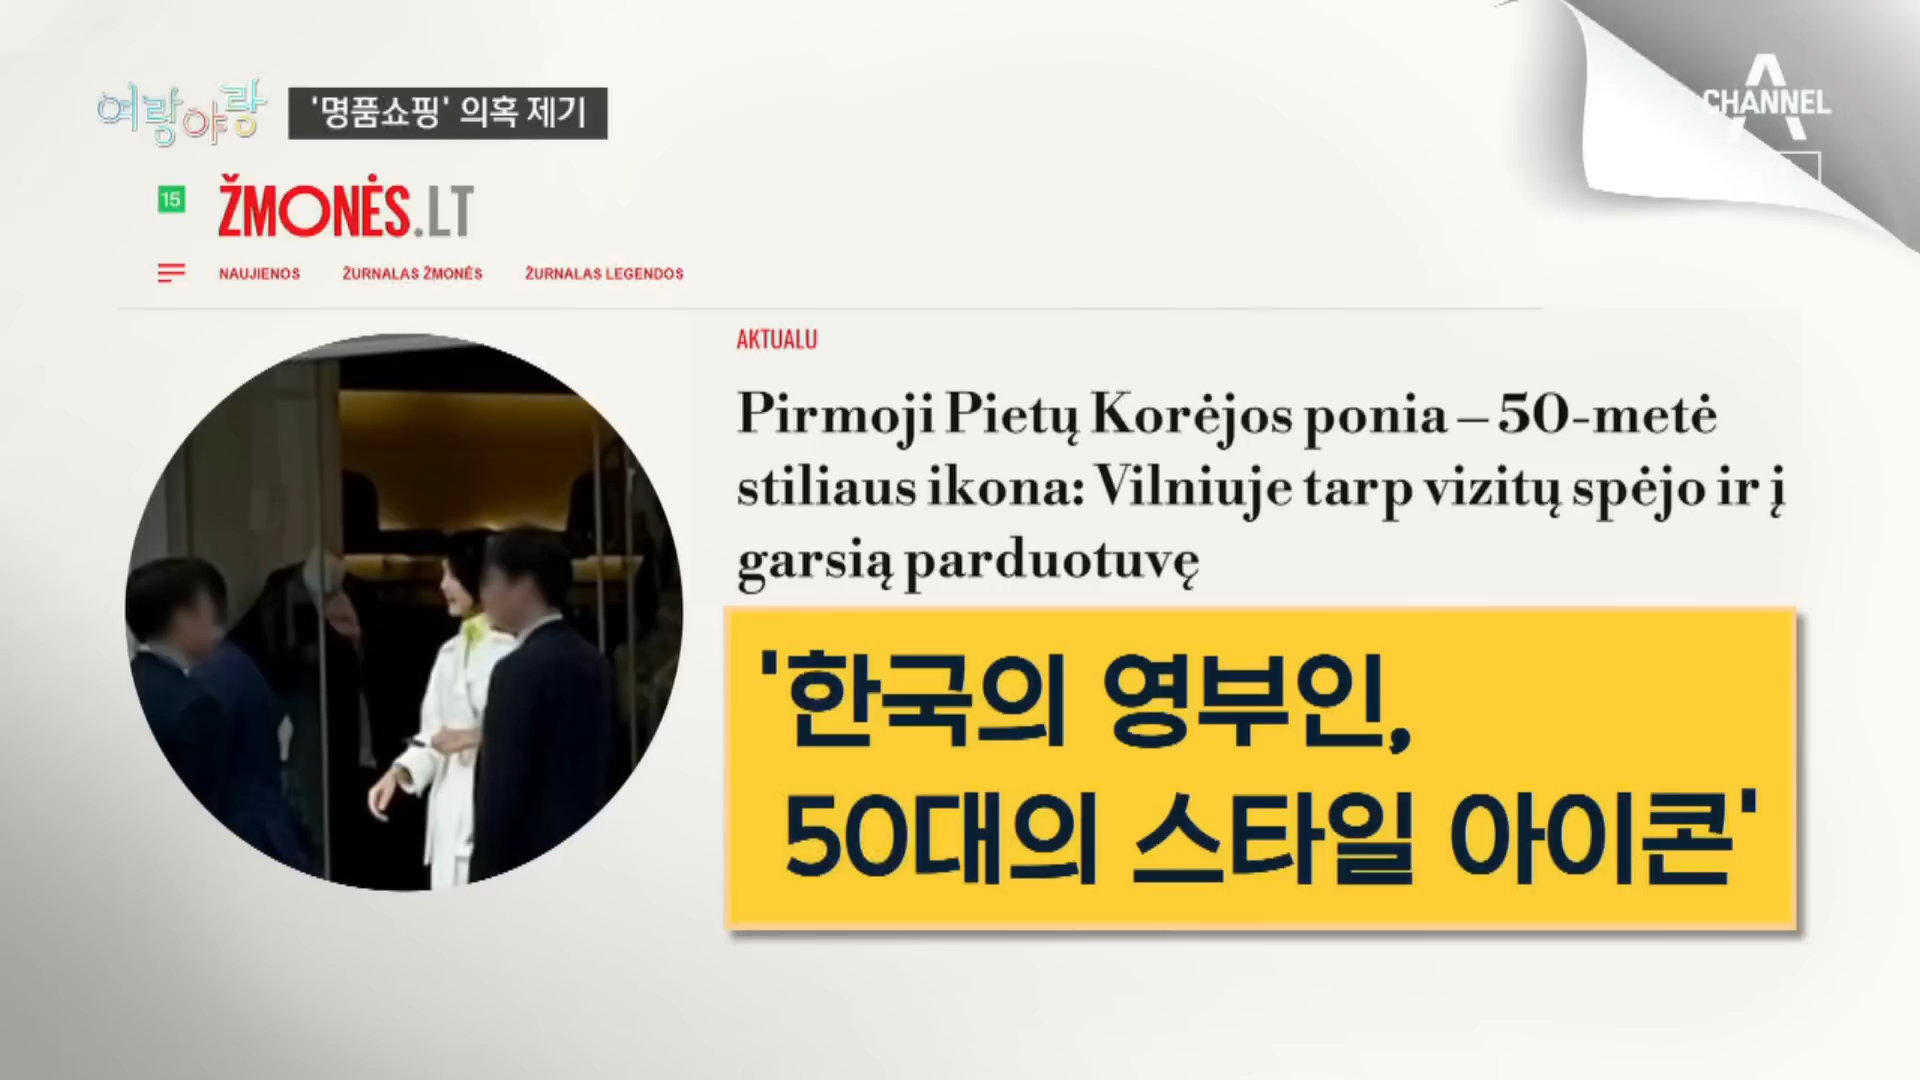 여랑야랑
'명품쇼핑' 의혹 제기
CHANNEL A
15
ŽMONĖS.LT
NAUJIENOS ŽURNALAS ŽMONĖS ŽURNALAS LEGENDOS
AKTUALU
Pirmoji Pietų Korėjos ponia – 50-metė
stiliaus ikona: Vilniuje tarp vizitų spėjo ir į
garsią parduotuvę
'한국의 영부인,
50대의 스타일 아이콘'